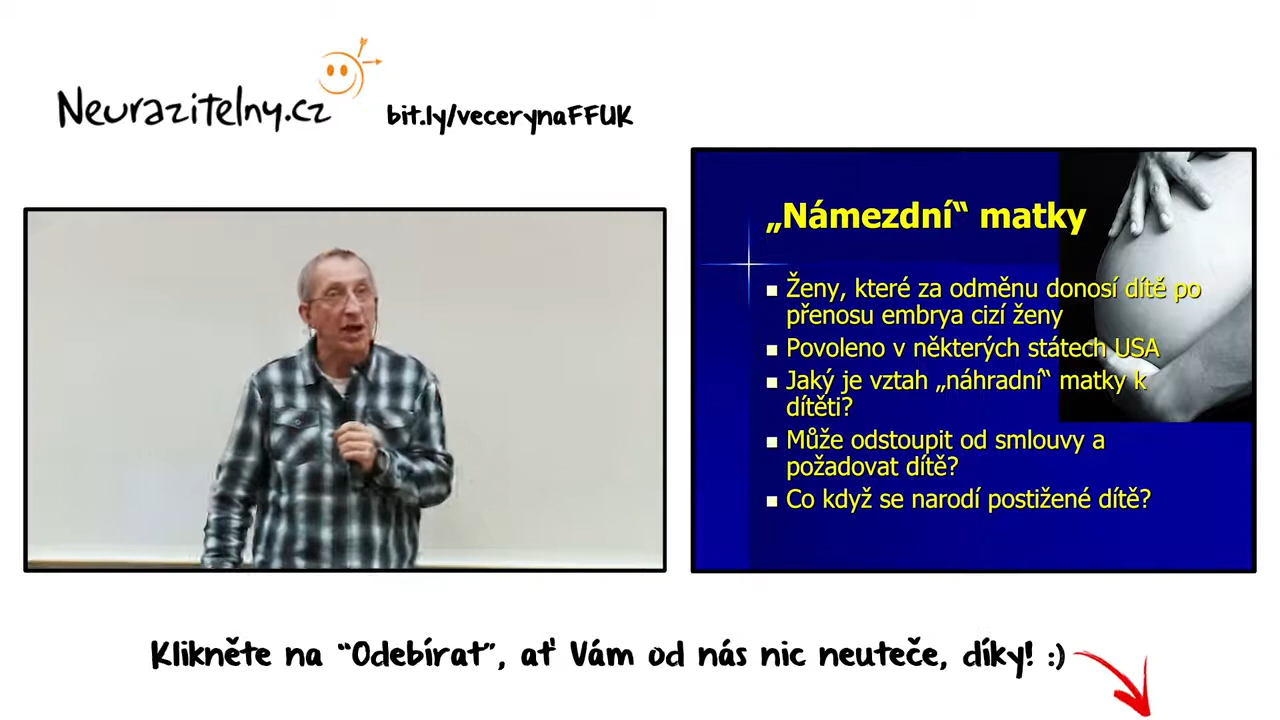 Neurazitelny.cz
bit.ly/vecerynaFFUK
„Námezdní“ matky
Ženy, které za odměnu donosí dítě po
přenosu embrya cizí ženy
Povoleno v některých státech USA
Jaký je vztah „náhradní“ matky k
dítěti?
Může odstoupit od smlouvy a
požadovat dítě?
Co když se narodí postižené dítě?
Klikněte na “Odebírat”, ať Vám od nás nic neuteče, díky! :)